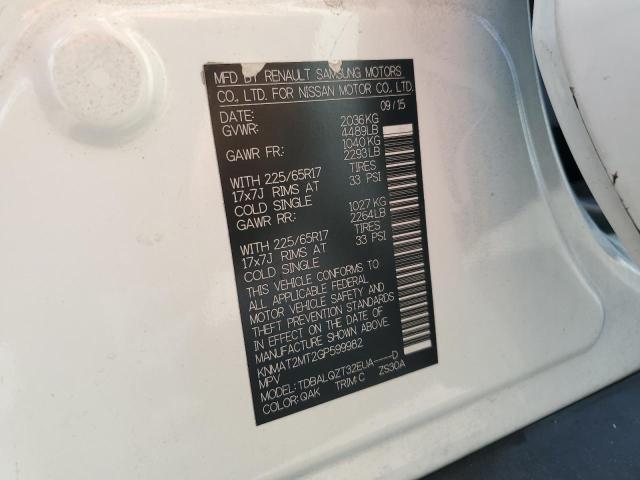 MFD BY RENAULT SAMSUNG MOTORS
CO., LTD. FOR NISSAN MOTOR CO., LTD.
DATE: 09/15
GVWR: 2036KG
4489LB
GAWR FR: 1040KG
2293LB
WITH 225/65R17 TIRES
17x7J RIMS AT 33 PSI
COLD SINGLE
GAWR RR: 1027 KG
2264LB
WITH 225/65R17 TIRES
17x7J RIMS AT 33 PSI
COLD SINGLE
THIS VEHICLE CONFORMS TO
ALL APPLICABLE FEDERAL
MOTOR VEHICLE SAFETY AND
THEFT PREVENTION STANDARDS
IN EFFECT ON THE DATE OF
MANUFACTURE SHOWN ABOVE.
KNMAT2MT2GP599982
MPV
MODEL: TDBALQZT32EUA----D
COLOR: QAK TRIM: C ZS30A